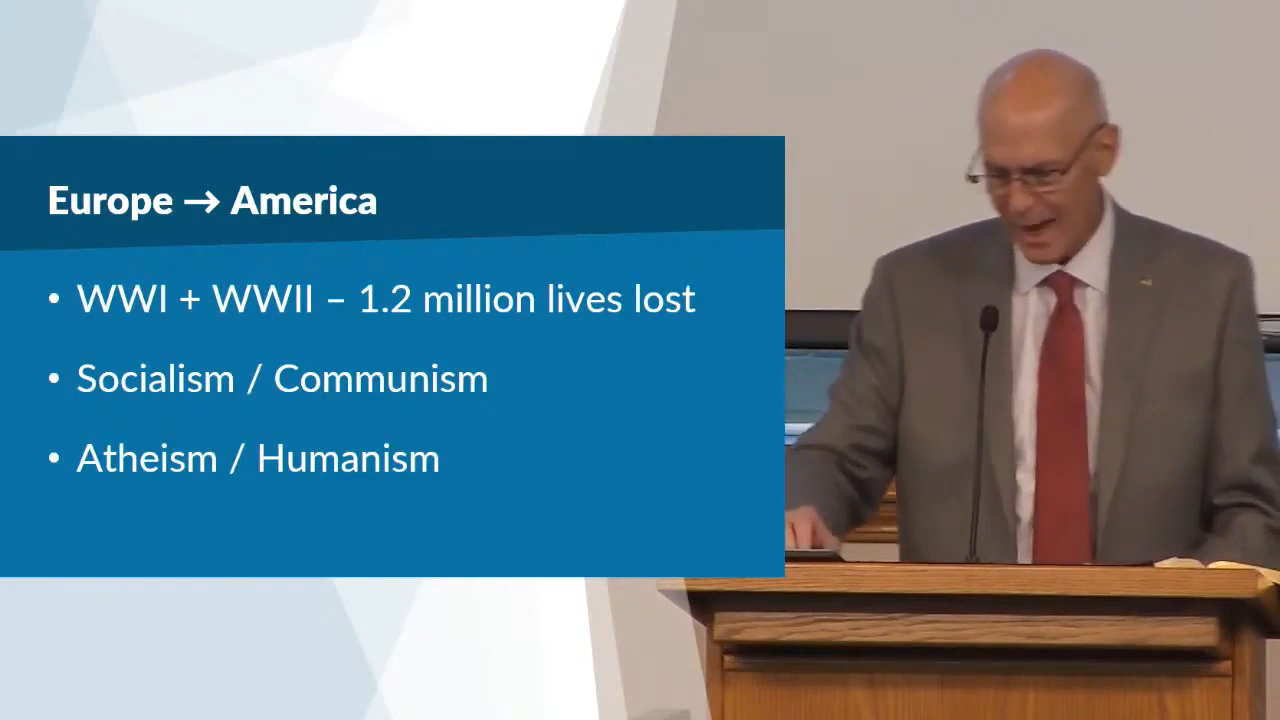 Europe → America
• WWI + WWII – 1.2 million lives lost
• Socialism / Communism
• Atheism / Humanism